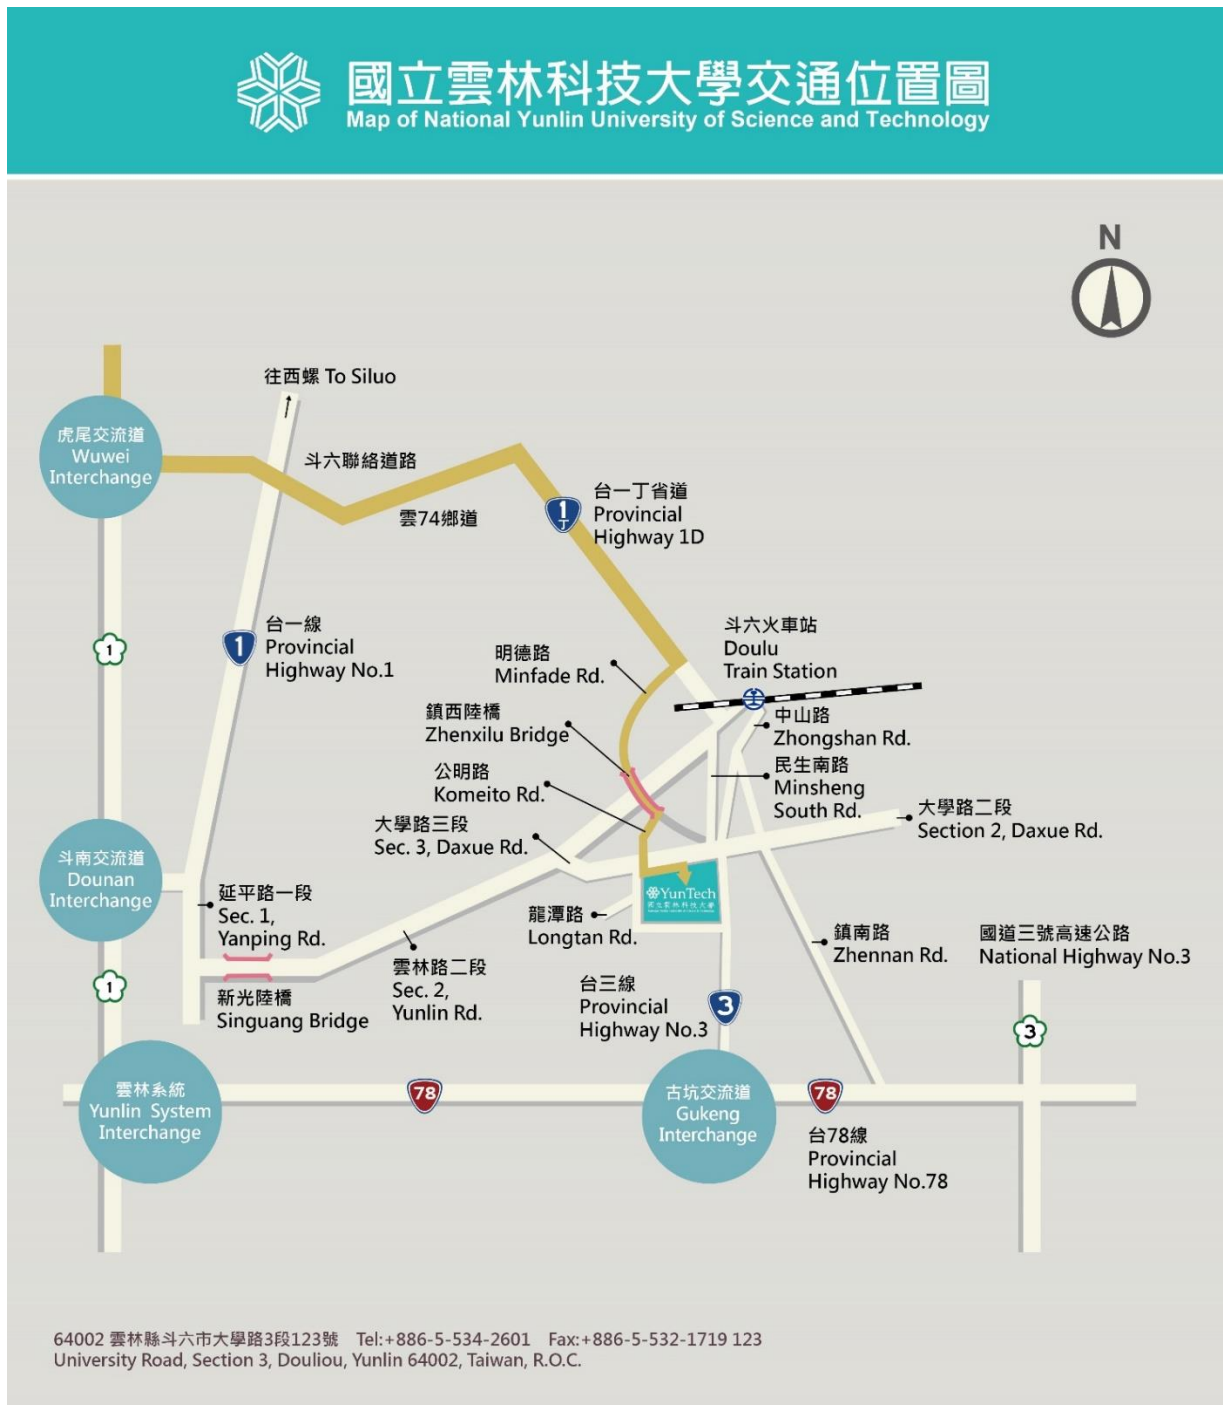 國立雲林科技大學交通位置圖
Map of National Yunlin University of Science and Technology
N
往西螺 To Siluo
虎尾交流道
Wuwei
Interchange
斗六聯絡道路
雲74鄉道
1
丁
台一丁省道
Provincial
Highway 1D
1
1
台一線
Provincial
Highway No.1
明德路
Minfade Rd.
斗六火車站
Doulu
Train Station
鎮西陸橋
Zhenxilu Bridge
中山路
Zhongshan Rd.
公明路
Komeito Rd.
民生南路
Minsheng
South Rd.
大學路三段
Sec. 3, Daxue Rd.
大學路二段
Section 2, Daxue Rd.
斗南交流道
Dounan
Interchange
延平路一段
Sec. 1,
Yanping Rd.
YunTech
國立雲林科技大學
龍潭路
Longtan Rd.
鎮南路
Zhennan Rd.
國道三號高速公路
National Highway No.3
雲林路二段
Sec. 2,
Yunlin Rd.
1
新光陸橋
Singuang Bridge
台三線
Provincial
Highway No.3
3
3
雲林系統
Yunlin System
Interchange
78
古坑交流道
Gukeng
Interchange
78
台78線
Provincial
Highway No.78
64002 雲林縣斗六市大學路3段123號 Tel:+886-5-534-2601 Fax:+886-5-532-1719 123
University Road, Section 3, Douliou, Yunlin 64002, Taiwan, R.O.C.